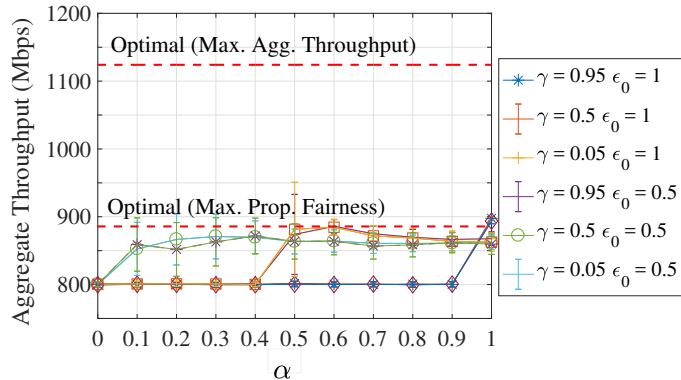 1200
1100
1000
900
800
Aggregate Throughput (Mbps)
Optimal (Max. Agg. Throughput)
Optimal (Max. Prop. Fairness)
0 0.1 0.2 0.3 0.4 0.5 0.6 0.7 0.8 0.9 1
α
γ = 0.95 ϵ₀ = 1
γ = 0.5 ϵ₀ = 1
γ = 0.05 ϵ₀ = 1
γ = 0.95 ϵ₀ = 0.5
γ = 0.5 ϵ₀ = 0.5
γ = 0.05 ϵ₀ = 0.5